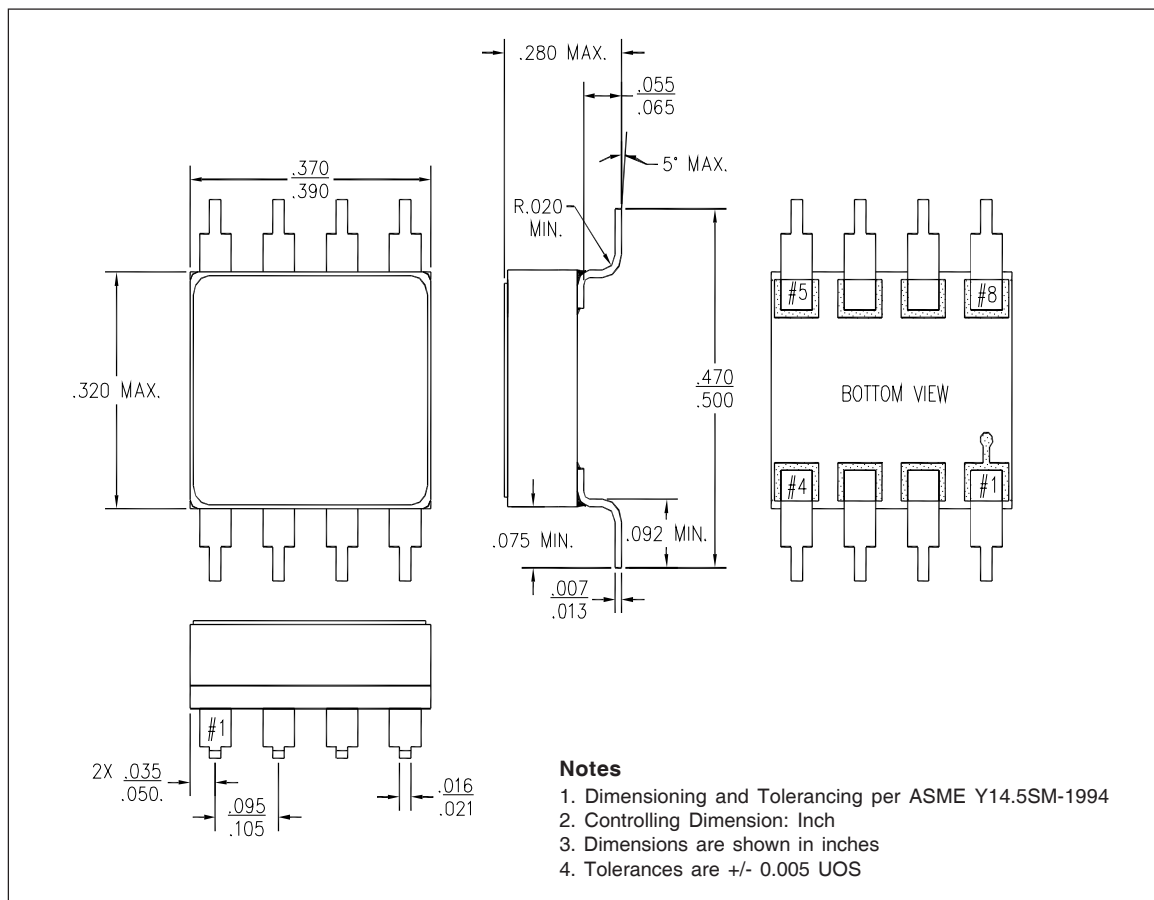 .280 MAX.
.055
.065
5° MAX.
.370
.390
R.020
MIN.
#5
#8
.320 MAX.
.470
.500
BOTTOM VIEW
#4
#1
.075 MIN.
.092 MIN.
.007
.013
#1
2X .035
.050.
.095
.105
.016
.021
Notes
1. Dimensioning and Tolerancing per ASME Y14.5SM-1994
2. Controlling Dimension: Inch
3. Dimensions are shown in inches
4. Tolerances are +/- 0.005 UOS